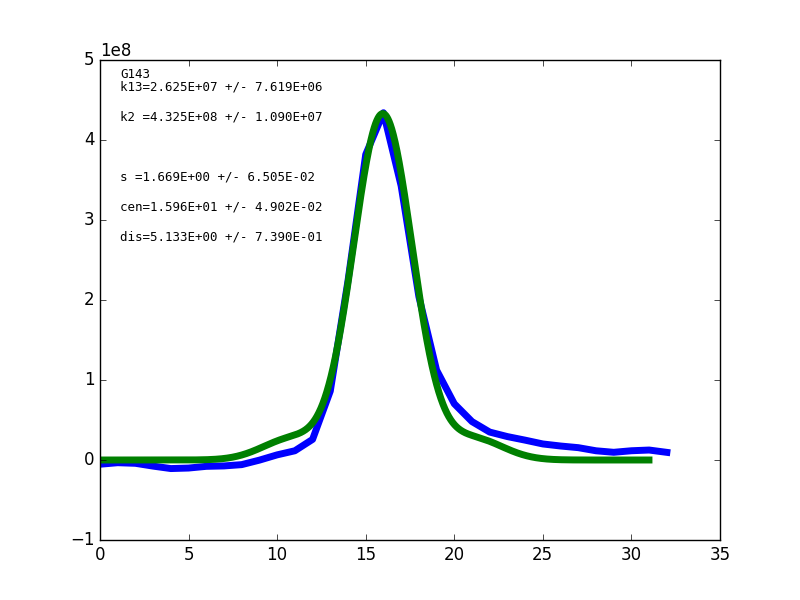 1e8
G143
k13=2.625E+07 +/- 7.619E+06
k2 =4.325E+08 +/- 1.090E+07
s =1.669E+00 +/- 6.505E-02
cen=1.596E+01 +/- 4.902E-02
dis=5.133E+00 +/- 7.390E-01
5
4
3
2
1
0
−1
0 5 10 15 20 25 30 35